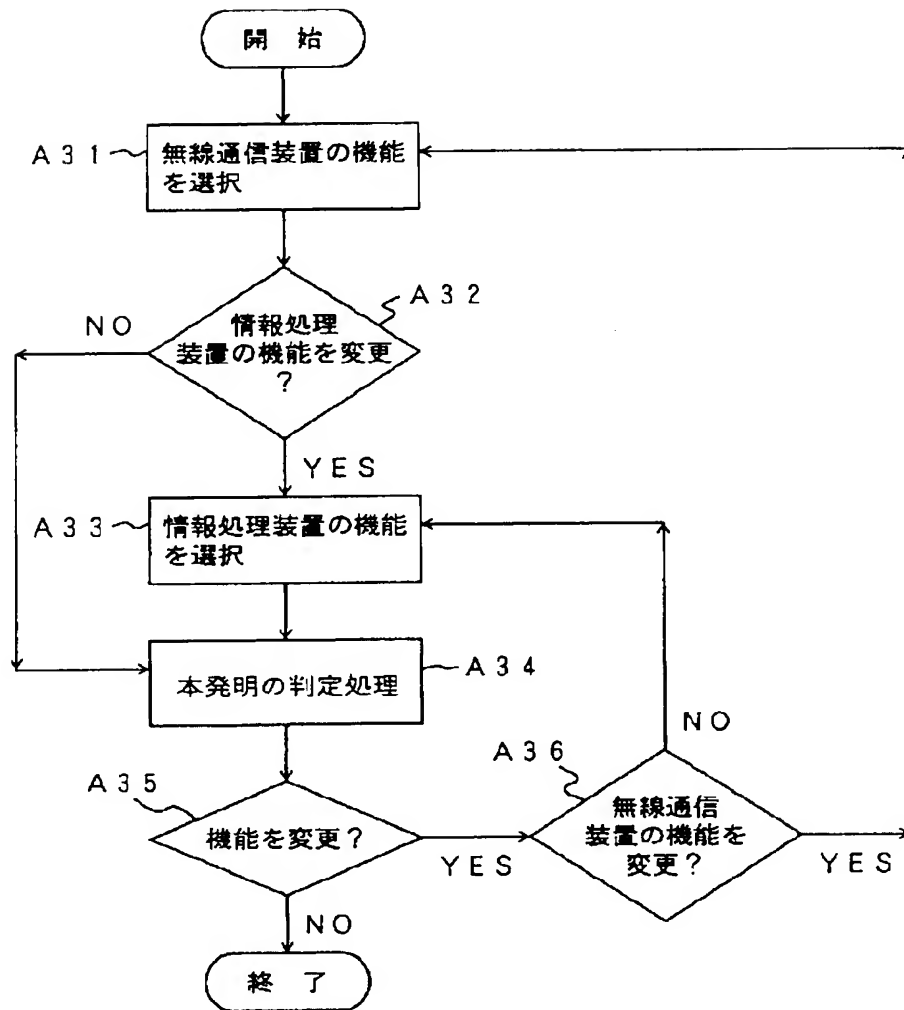 開 始
A31
無線通信装置の機能
を選択
A32
NO
情報処理
装置の機能を変更
?
YES
A33
情報処理装置の機能
を選択
本発明の判定処理
A34
NO
A36
A35
機能を変更?
YES
無線通信
装置の機能を
変更?
YES
NO
終 了